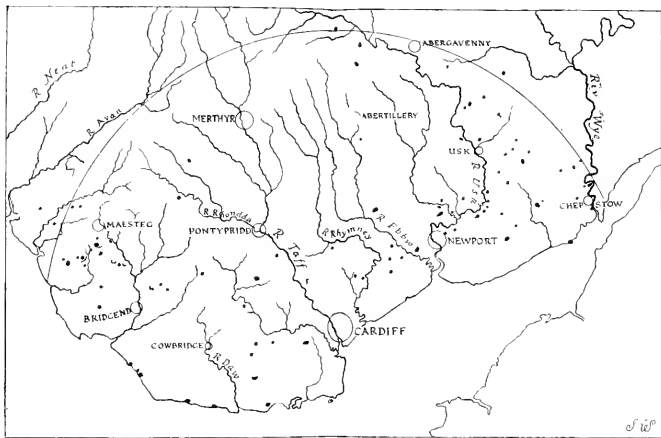 ABERGAVENNY
R Neat
Riv Wye
R Avan
MERTHYR
ABERTILLERY
USK
R Usk
CHEPSTOW
MAESTEG
R. Rhondda
PONTYPRIDD
R Taff
R Rhymney
R Ebbw
NEWPORT
BRIDGEND
CARDIFF
COWBRIDGE
R Daw